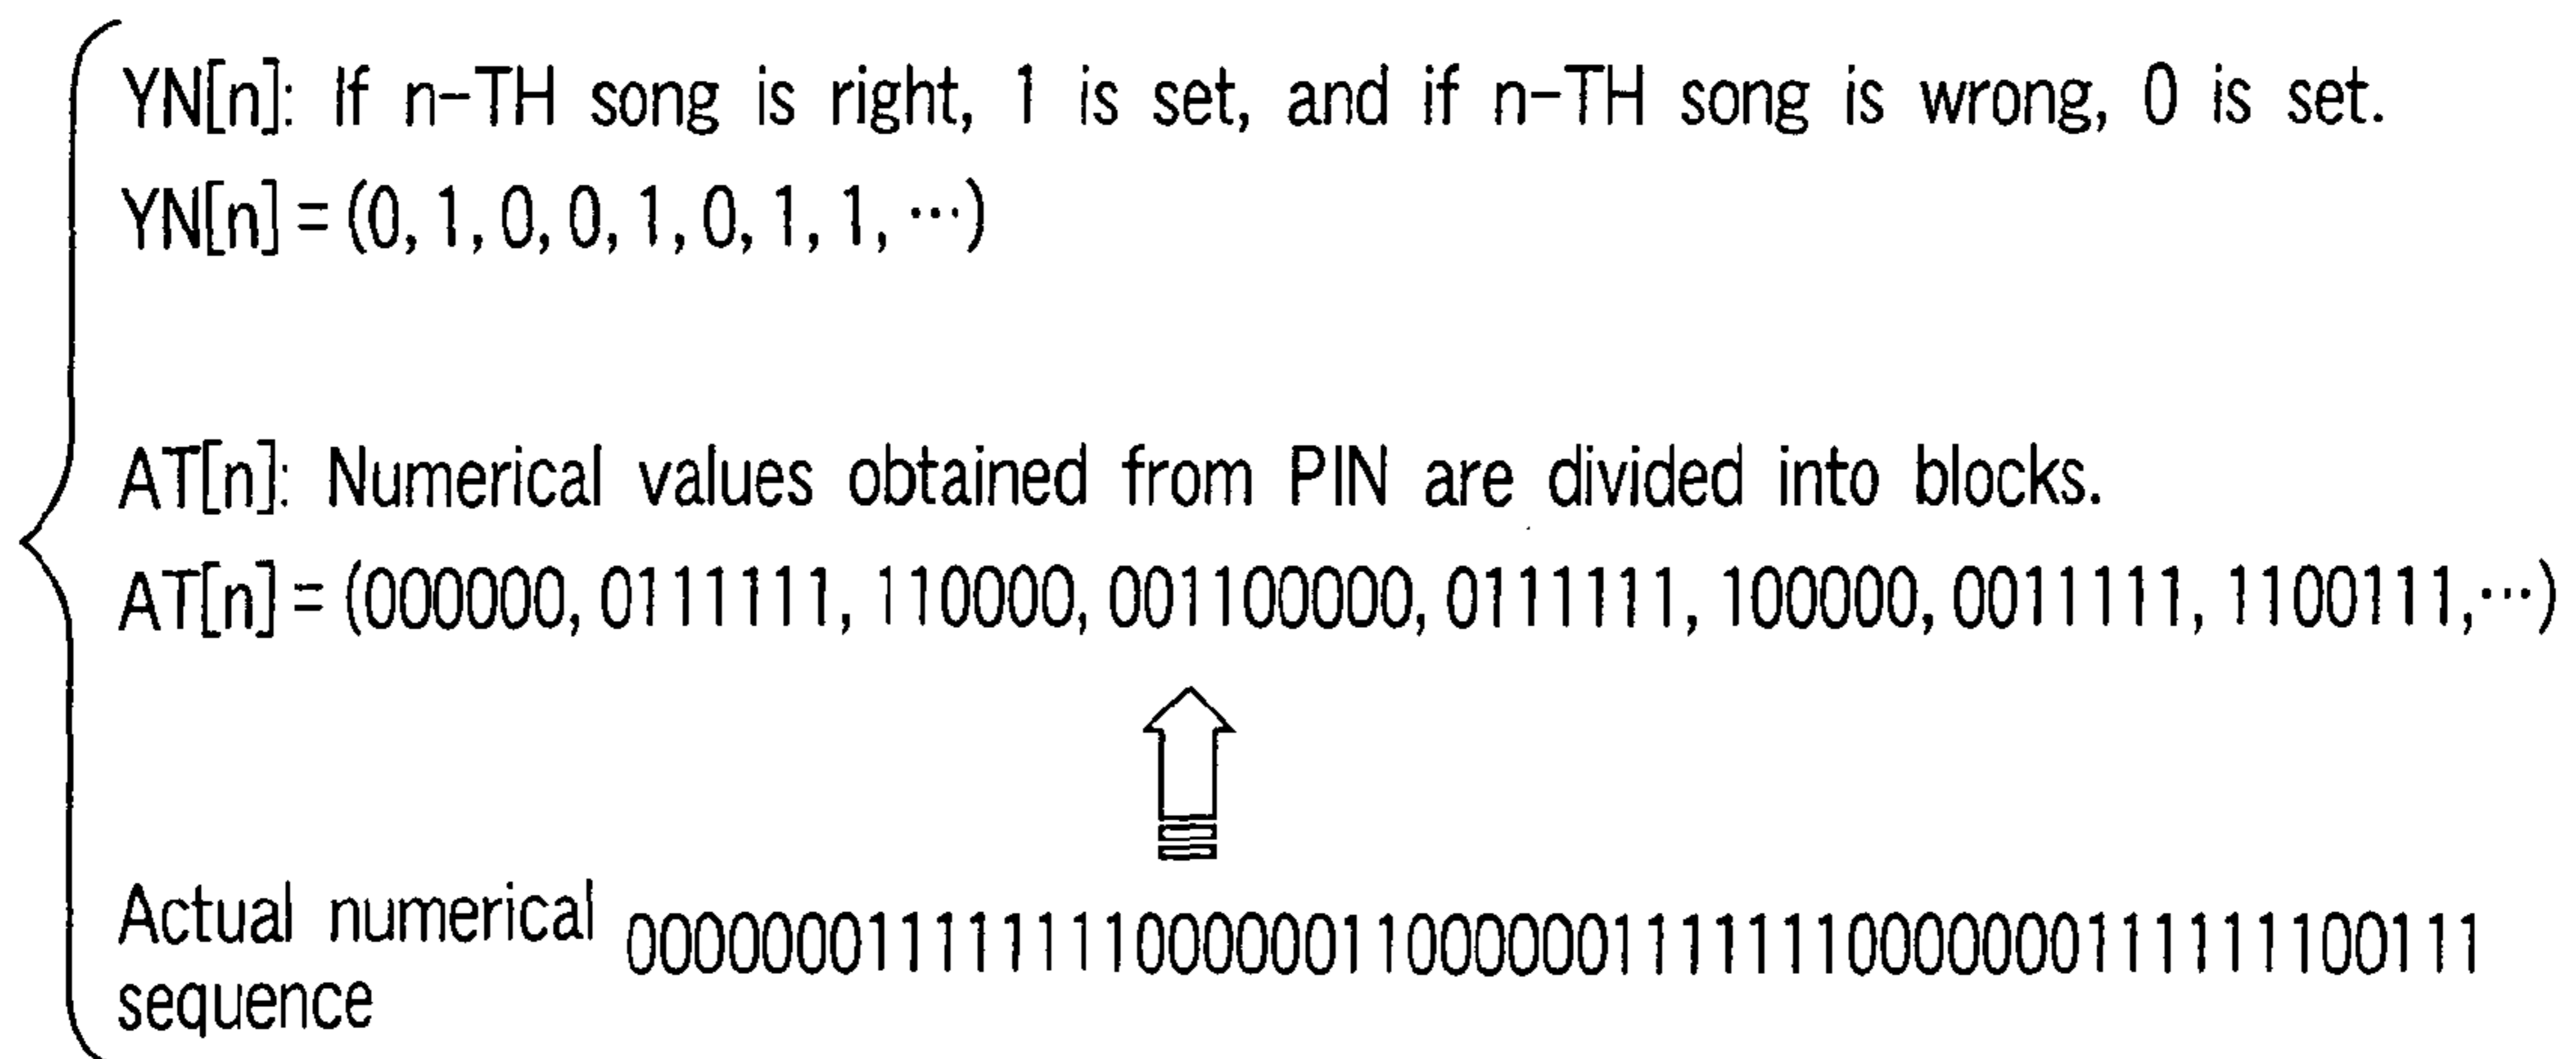 YN[n]: If n-TH song is right, 1 is set, and if n-TH song is wrong, 0 is set.
YN[n] = (0, 1, 0, 0, 1, 0, 1, 1, ⋯)
AT[n]: Numerical values obtained from PIN are divided into blocks.
AT[n] = (000000, 0111111, 110000, 001100000, 0111111, 100000, 0011111, 1100111, ⋯)
Actual numerical sequence 0000000111111110000001100000011111110000000111111100111